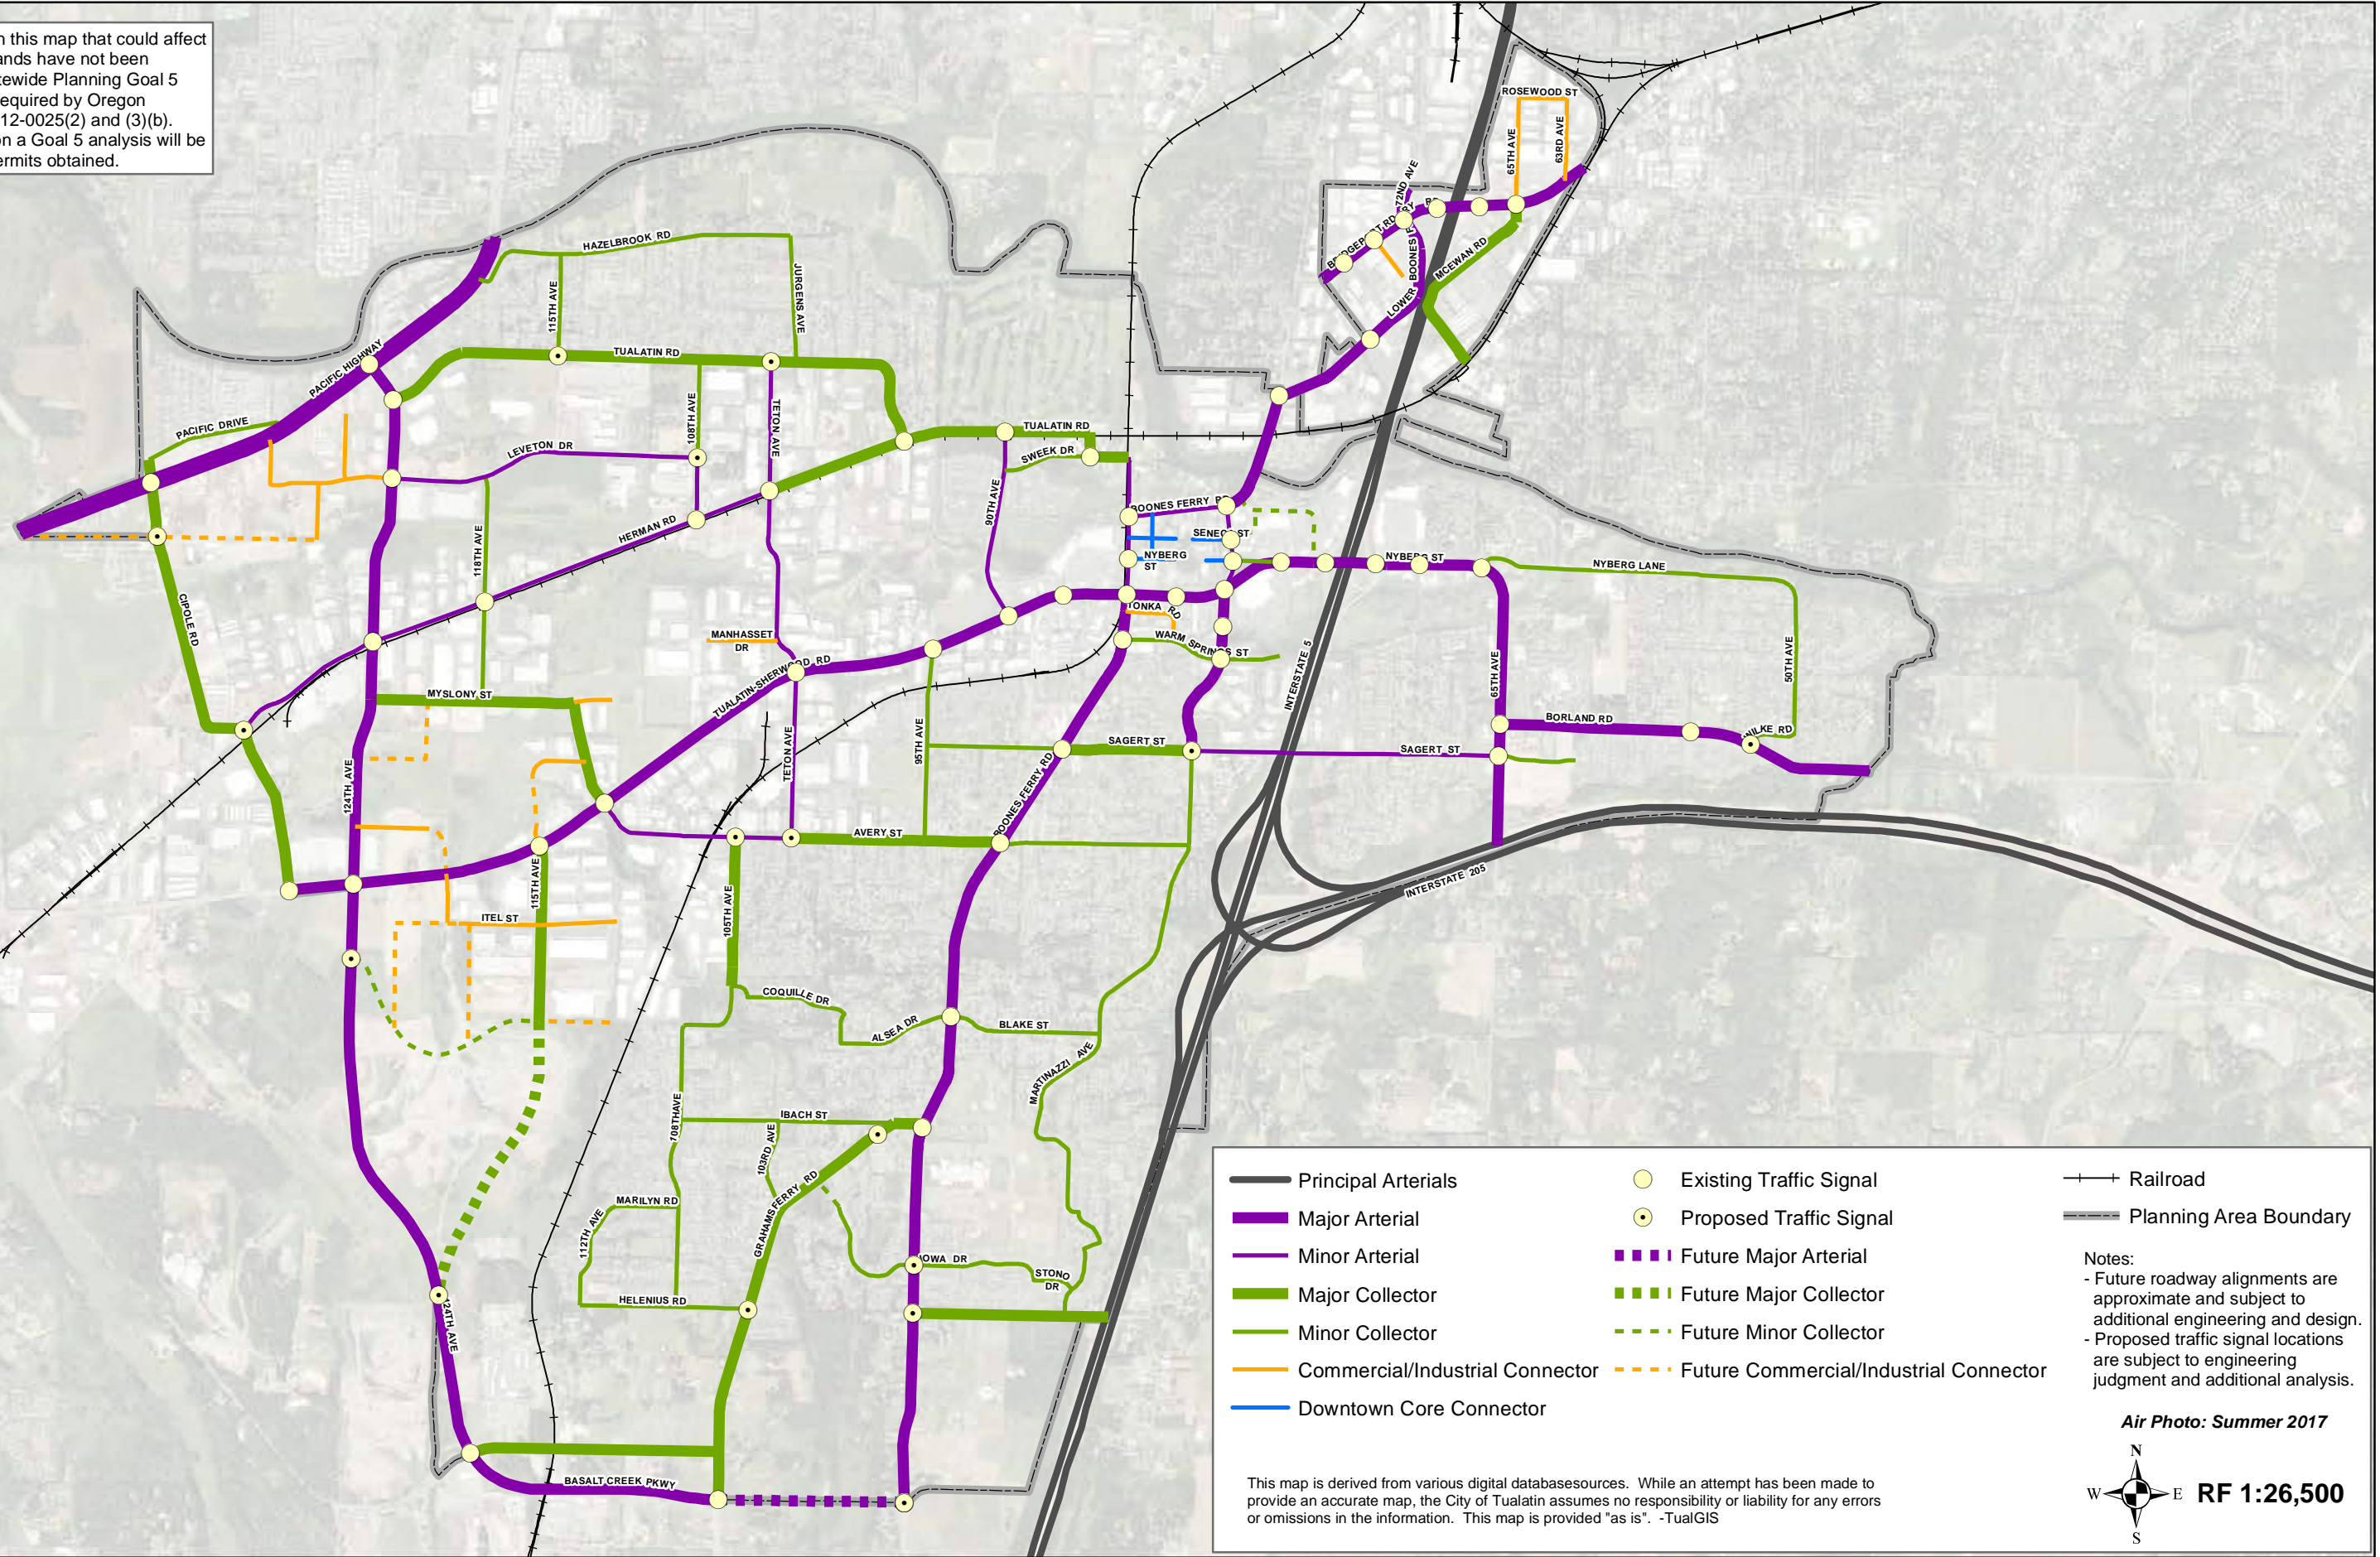 n this map that could affect
ands have not been
tewide Planning Goal 5
equired by Oregon
12-0025(2) and (3)(b).
on a Goal 5 analysis will be
ermits obtained.
ROSEWOOD ST
65TH AVE
63RD AVE
72ND AVE
LOWER BOONES
MCEWAN RD
HAZELBROOK RD
115TH AVE
JURGENS AVE
TUALATIN RD
PACIFIC HIGHWAY
PACIFIC DRIVE
LEVETON DR
108TH AVE
TETON AVE
TUALATIN RD
SWEEK DR
90TH AVE
HERMAN RD
118TH AVE
BOONES FERRY RD
ST
NYBERG
ST
NYBERG ST
NYBERG LANE
CIPOLE RD
MANHASSET
DR
TONKA RD
WARM SPRINGS ST
INTERSTATE 5
65TH AVE
50TH AVE
MYSLONY ST
TUALATIN-SHERWOOD RD
TETON AVE
95TH AVE
SAGERT ST
SAGERT ST
BORLAND RD
WILKE RD
124TH AVE
BOONES FERRY RD
AVERY ST
115TH AVE
105TH AVE
INTERSTATE 205
ITEL ST
COQUILLE DR
ALSEA DR
BLAKE ST
MARTINAZZI AVE
108TH AVE
IBACH ST
103RD AVE
MARILYN RD
112TH AVE
GRAHAMS FERRY RD
IOWA DR
STONO
DR
HELENIUS RD
124TH AVE
BASALT CREEK PKWY
Principal Arterials
Major Arterial
Minor Arterial
Major Collector
Minor Collector
Commercial/Industrial Connector
Downtown Core Connector
Existing Traffic Signal
Proposed Traffic Signal
Future Major Arterial
Future Major Collector
Future Minor Collector
Future Commercial/Industrial Connector
Railroad
Planning Area Boundary
Notes:
- Future roadway alignments are
approximate and subject to
additional engineering and design.
- Proposed traffic signal locations
are subject to engineering
judgment and additional analysis.
Air Photo: Summer 2017
N
W E
S
RF 1:26,500
This map is derived from various digital databasesources. While an attempt has been made to
provide an accurate map, the City of Tualatin assumes no responsibility or liability for any errors
or omissions in the information. This map is provided "as is". -TualGIS